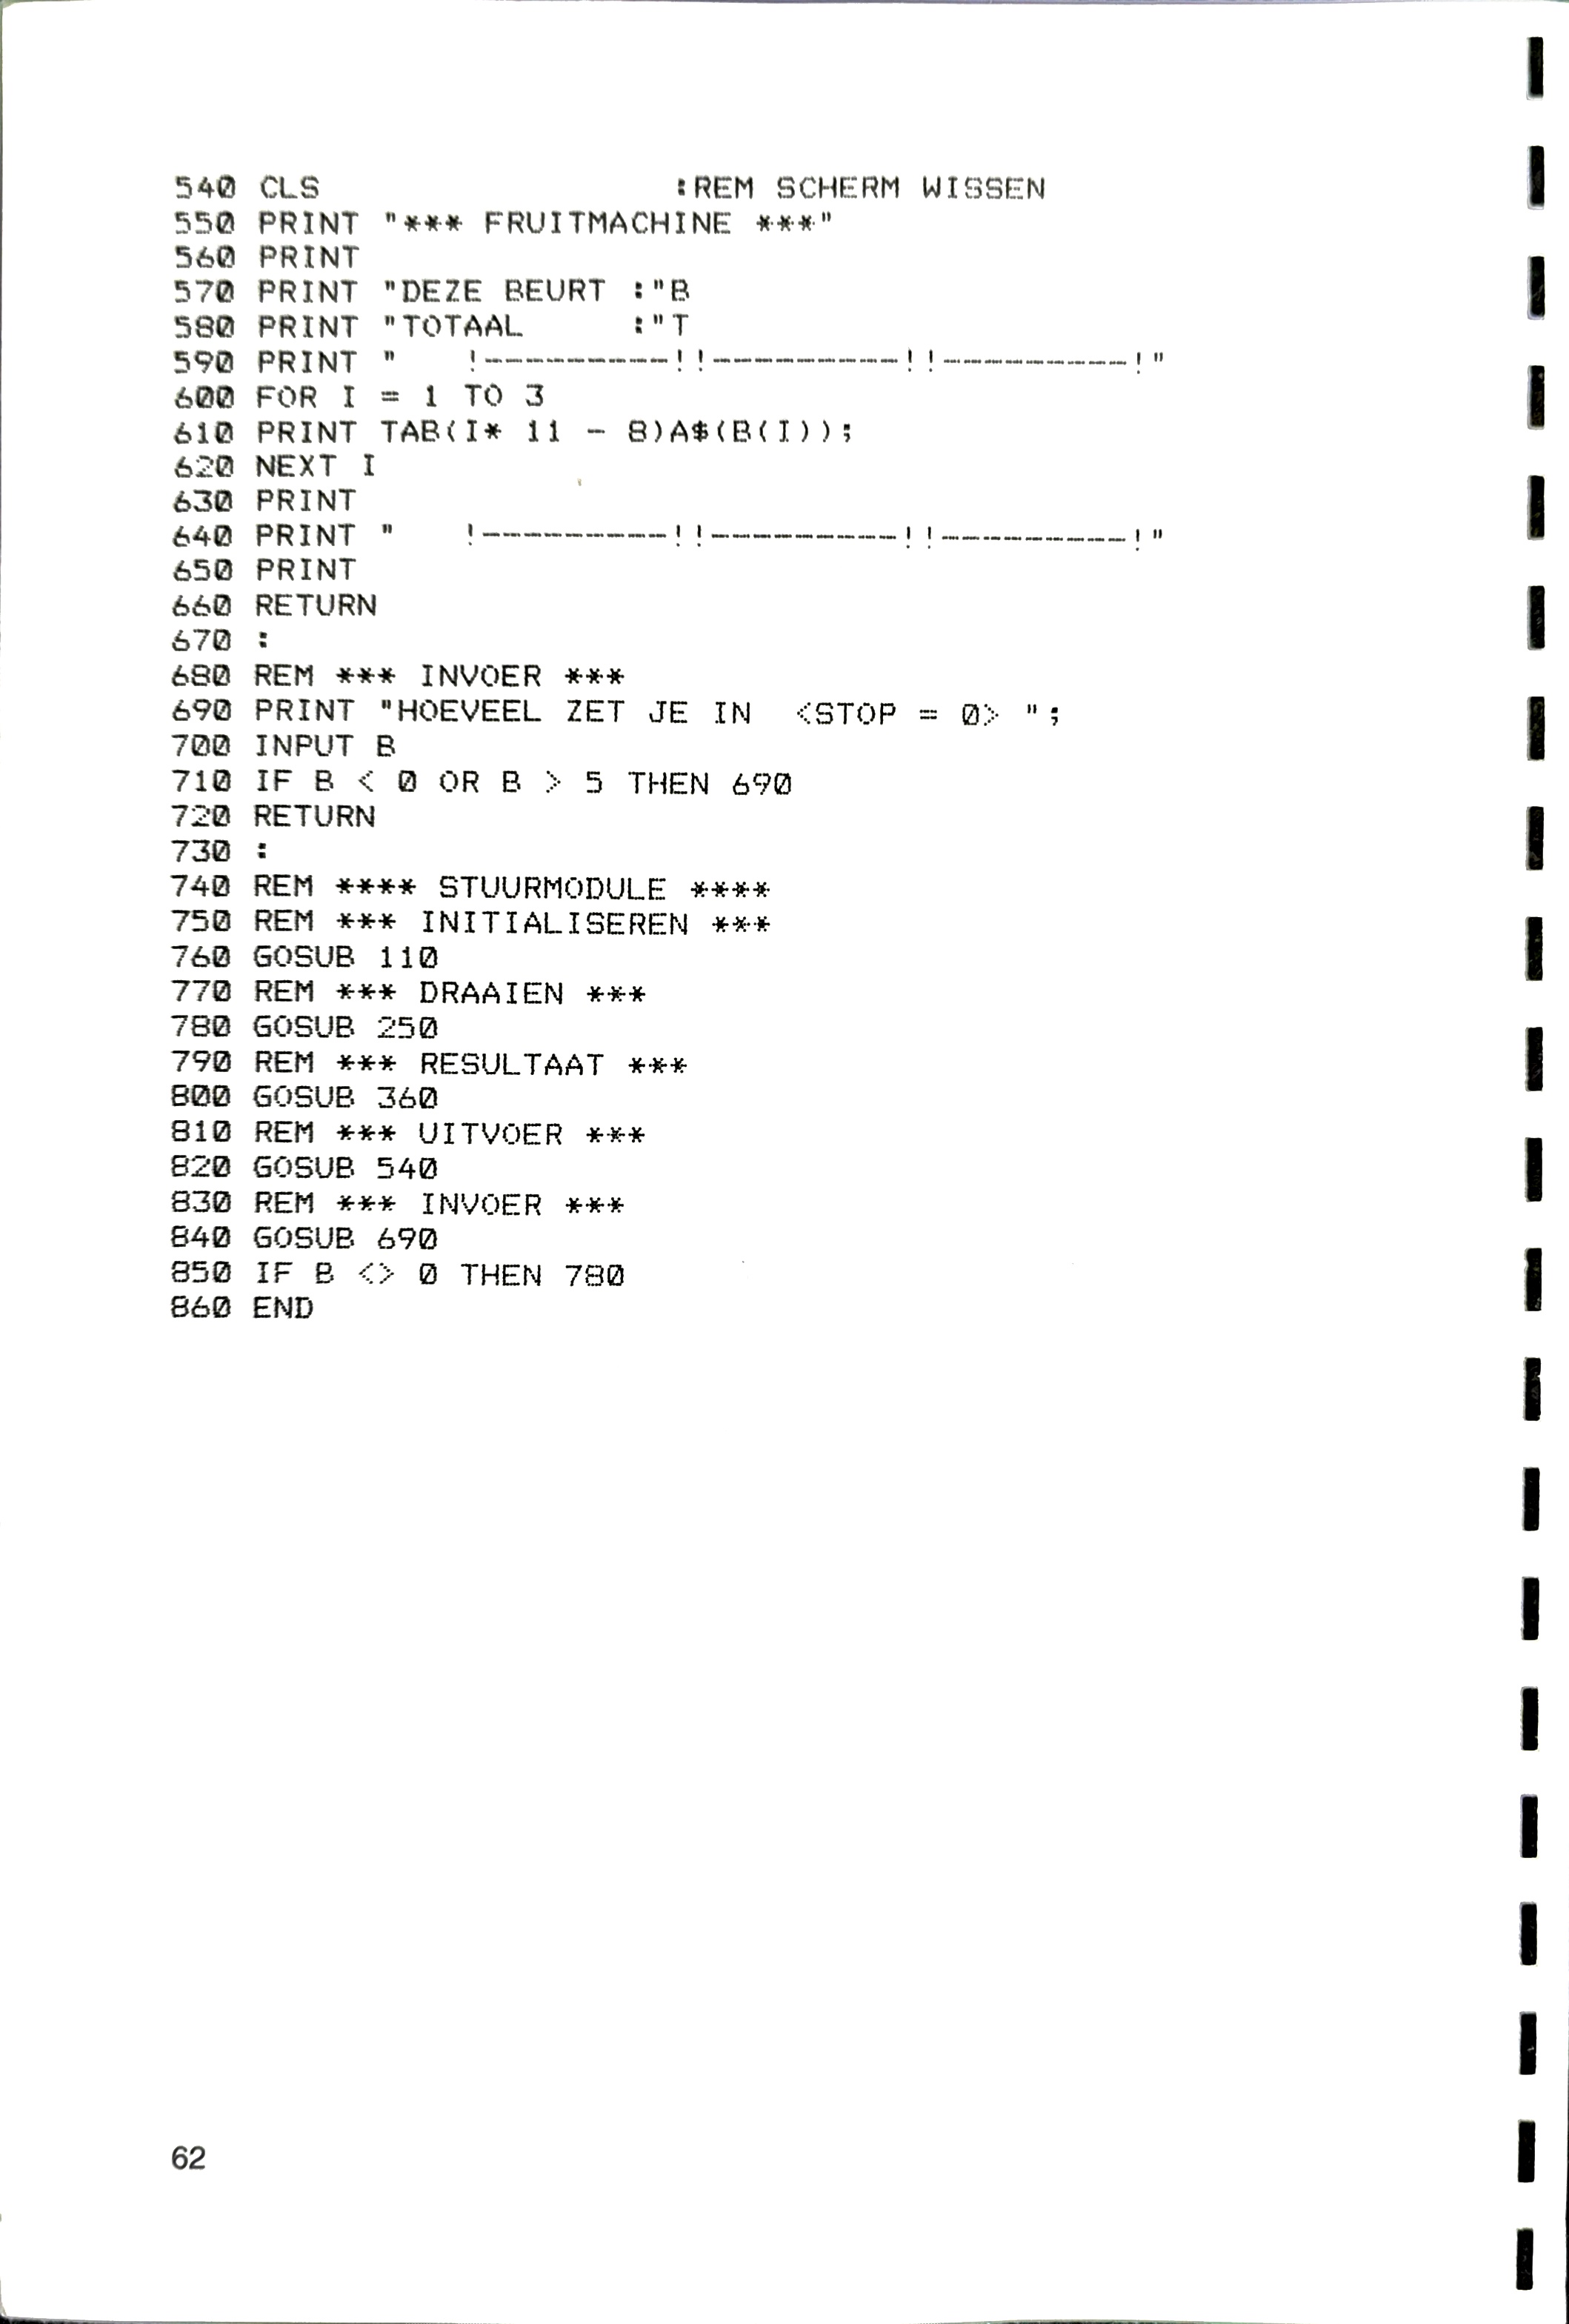 540 CLS                 :REM SCHERM WISSEN
550 PRINT "*** FRUITMACHINE ***"
560 PRINT
570 PRINT "DEZE BEURT :"B
580 PRINT "TOTAAL     :"T
590 PRINT "   !---------!!---------!!---------!"
600 FOR I = 1 TO 3
610 PRINT TAB(I* 11 - 8)A$(B(I));
620 NEXT I
630 PRINT
640 PRINT "   !---------!!---------!!---------!"
650 PRINT
660 RETURN
670 :
680 REM *** INVOER ***
690 PRINT "HOEVEEL ZET JE IN  <STOP = 0> ";
700 INPUT B
710 IF B < 0 OR B > 5 THEN 690
720 RETURN
730 :
740 REM **** STUURMODULE ****
750 REM *** INITIALISEREN ***
760 GOSUB 110
770 REM *** DRAAIEN ***
780 GOSUB 250
790 REM *** RESULTAAT ***
800 GOSUB 360
810 REM *** UITVOER ***
820 GOSUB 540
830 REM *** INVOER ***
840 GOSUB 690
850 IF B <> 0 THEN 780
860 END
62